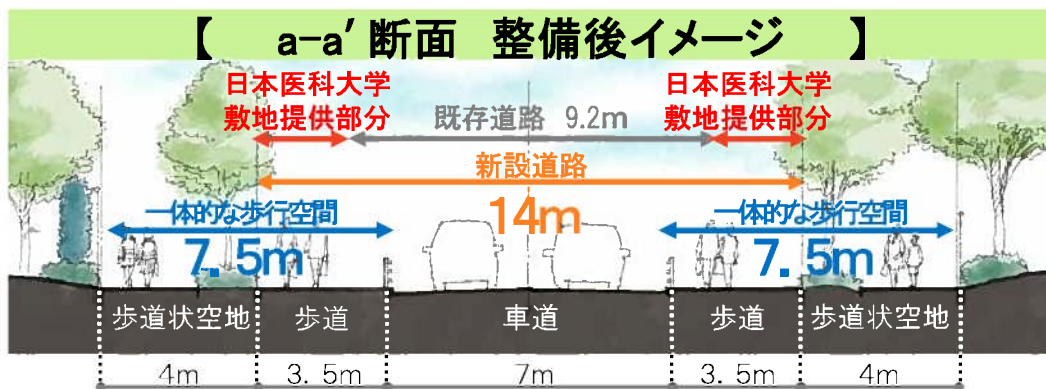 【 a-a' 断面 整備後イメージ 】
日本医科大学
敷地提供部分
既存道路 9.2m
日本医科大学
敷地提供部分
新設道路
14m
一体的な歩行空間
7.5m
一体的な歩行空間
7.5m
歩道状空地
歩道
車道
歩道
歩道状空地
4m
3.5m
7m
3.5m
4m